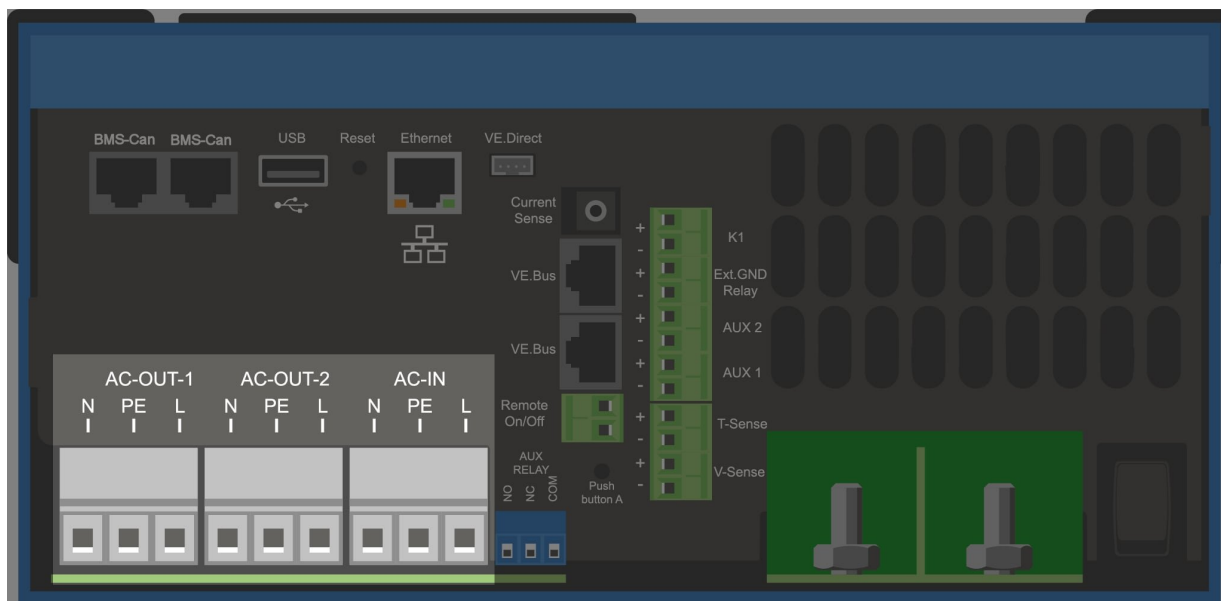 BMS-Can BMS-Can USB Reset Ethernet VE.Direct
Current
Sense
VE.Bus
VE.Bus
Remote
On/Off
AUX
RELAY
NO NC COM
Push
button A
+ K1
-
+ Ext.GND
- Relay
+ AUX 2
-
+ AUX 1
-
+ T-Sense
-
+ V-Sense
-
AC-OUT-1 AC-OUT-2 AC-IN
N PE L N PE L N PE L